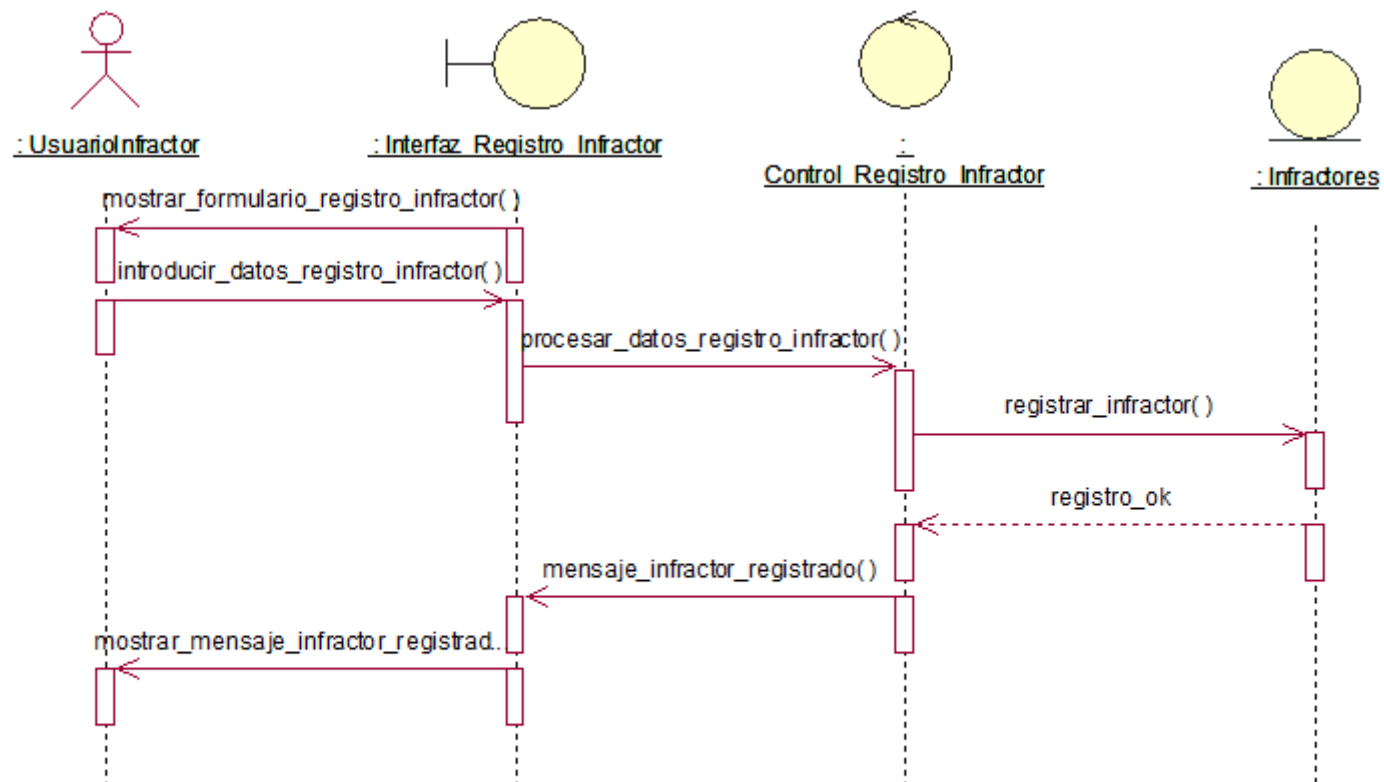 : UsuarioInfractor
: Interfaz_Registro_Infractor
:
Control_Registro_Infractor
: Infractores
mostrar_formulario_registro_infractor( )
introducir_datos_registro_infractor( )
procesar_datos_registro_infractor( )
registrar_infractor( )
registro_ok
mensaje_infractor_registrado( )
mostrar_mensaje_infractor_registrad...